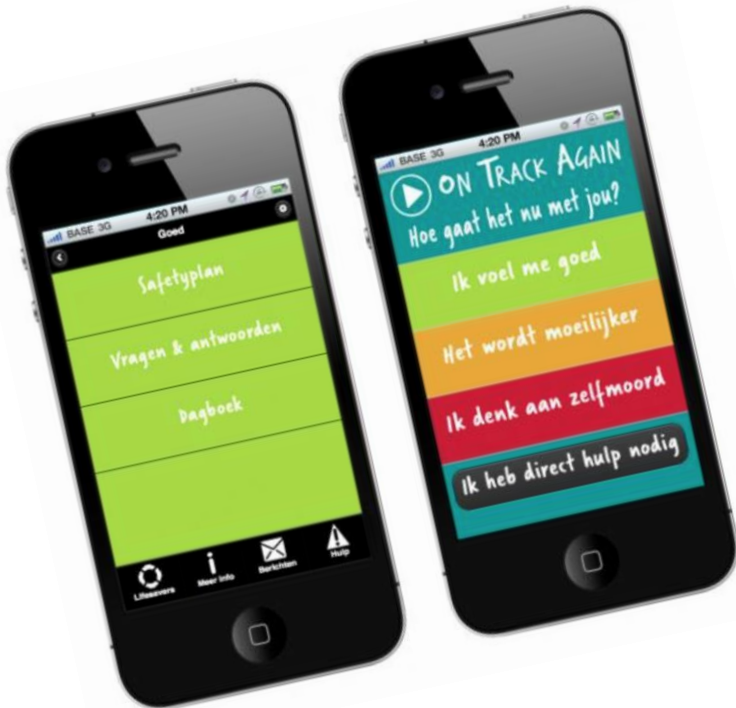 BASE 3G 4:20 PM
Goed
Safetyplan
Vragen & antwoorden
Dagboek
Lifesavers Meer info Berichten Hulp
BASE 3G 4:20 PM
ON TRACK AGAIN
Hoe gaat het nu met jou?
Ik voel me goed
Het wordt moeilijker
Ik denk aan zelfmoord
Ik heb direct hulp nodig